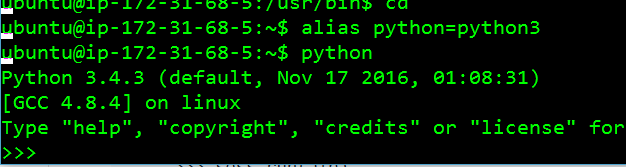 ubuntu@ip-172-31-68-5:/usr/bin$ cd
ubuntu@ip-172-31-68-5:~$ alias python=python3
ubuntu@ip-172-31-68-5:~$ python
Python 3.4.3 (default, Nov 17 2016, 01:08:31)
[GCC 4.8.4] on linux
Type "help", "copyright", "credits" or "license" for
>>>